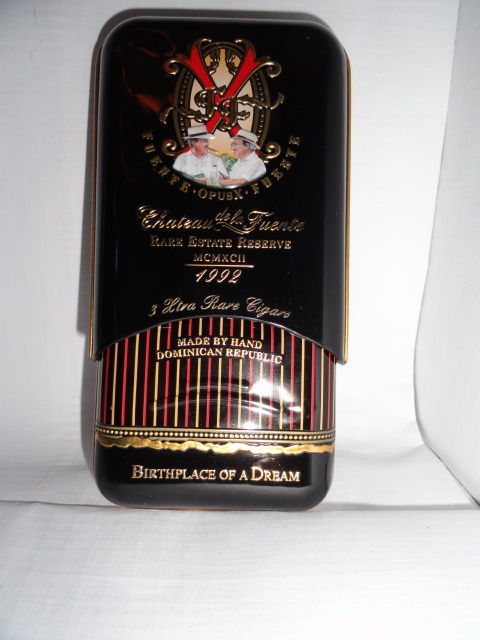 FUENTE · OPUSX · FUENTE
Chateau de la Fuente
RARE ESTATE RESERVE
MCMXCII
1992
3 Xtra Rare Cigars
MADE BY HAND
DOMINICAN REPUBLIC
BIRTHPLACE OF A DREAM